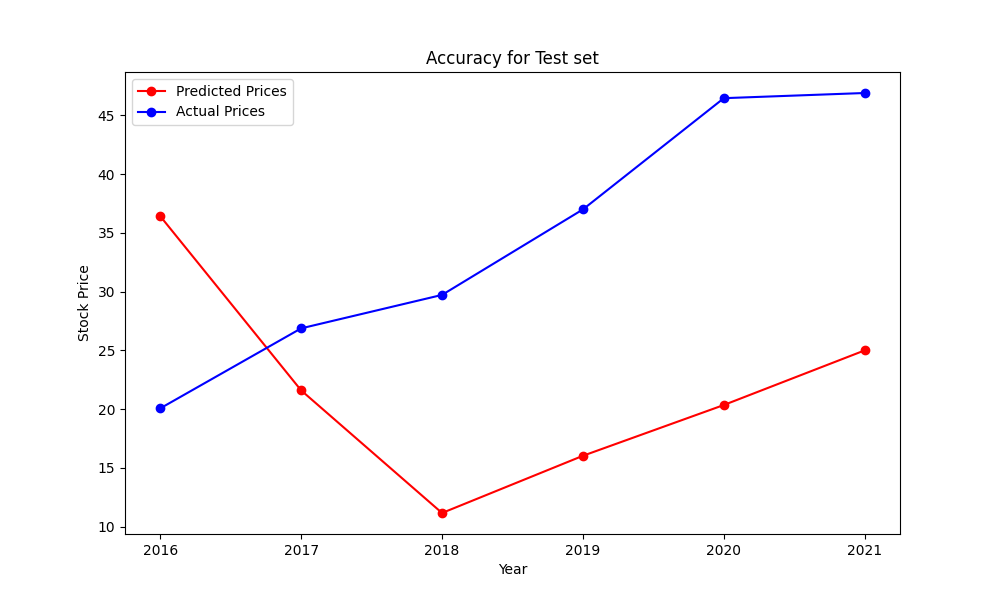 Accuracy for Test set
Predicted Prices
Actual Prices
45
40
35
30
25
20
15
10
Stock Price
2016 2017 2018 2019 2020 2021
Year